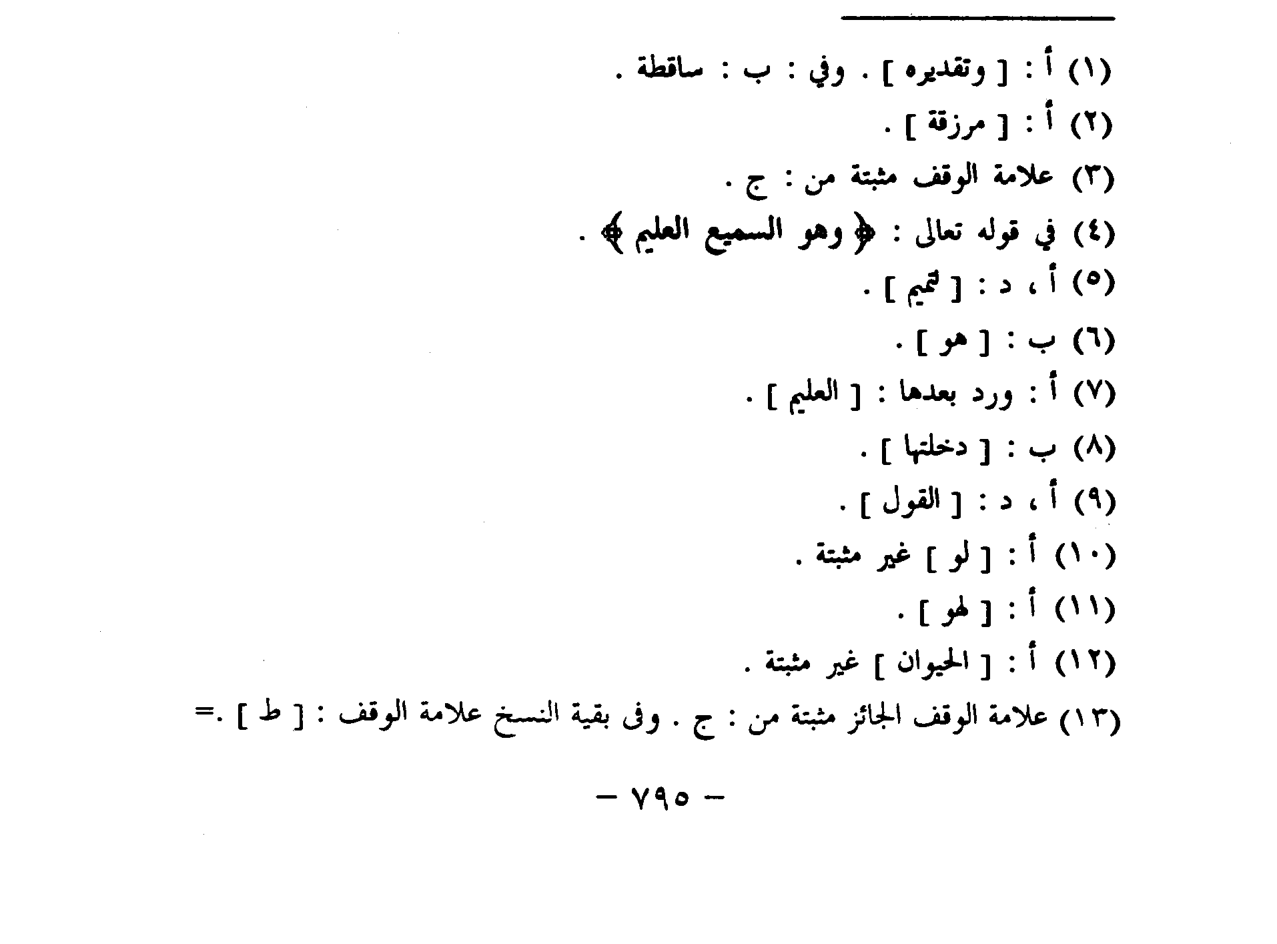 (١) أ : [ وتقديره ] . وفي : ب : ساقطة .
(٢) أ : [ مرزقة ] .
(٣) علامة الوقف مثبتة من : ج .
(٤) في قوله تعالى : ﴿ وهو السميع العليم ﴾ .
(٥) أ ، د : [ لتميم ] .
(٦) ب : [ هو ] .
(٧) أ : ورد بعدها : [ العليم ] .
(٨) ب : [ دخلتها ] .
(٩) أ ، د : [ القول ] .
(١٠) أ : [ لو ] غير مثبتة .
(١١) أ : [ لهو ] .
(١٢) أ : [ الحيوان ] غير مثبتة .
(١٣) علامة الوقف الجائز مثبتة من : ج . وفى بقية النسخ علامة الوقف : [ ط ] .=
– ٧٩٥ –